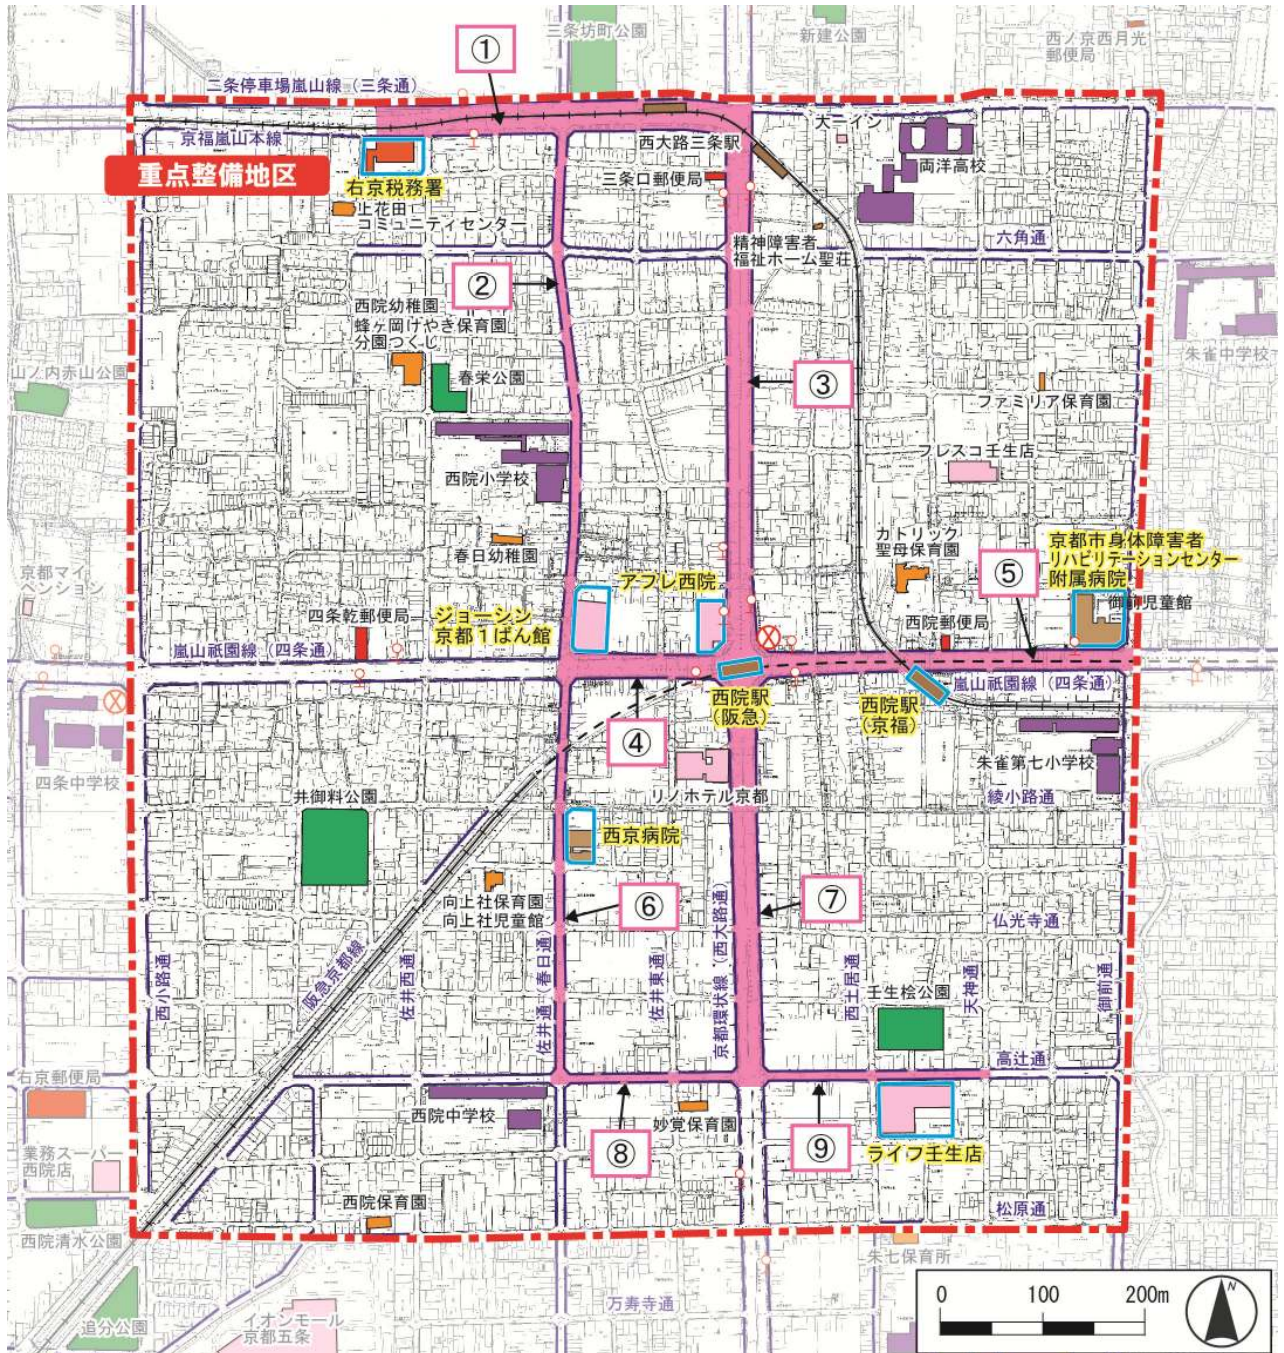 三条坊町公園
新建公園
西ノ京西月光
郵便局
①
二条停車場嵐山線（三条通）
京福嵐山本線
重点整備地区
右京税務署
西大路三条駅
大一イン
両洋高校
三条口郵便局
上花田
コミュニティセンター
精神障害者
福祉ホーム聖荘
六角通
②
西院幼稚園
蜂ヶ岡けやき保育園
分園つくし
朱雀中学校
山ノ内赤山公園
春栄公園
③
ファミリア保育園
フレスコ壬生店
西院小学校
春日幼稚園
カトリック
聖母保育園
京都市身体障害者
リハビリテーションセンター
附属病院
⑤
京都マイ
ペンション
アフレ西院
御前児童館
四条乾郵便局
ジョーシン
京都１ばん館
西院郵便局
嵐山祇園線（四条通）
嵐山祇園線（四条通）
西院駅
（阪急）
西院駅
（京福）
④
四条中学校
朱雀第七小学校
リノホテル京都
綾小路通
井御料公園
西京病院
向上社保育園
向上社児童館
⑥
⑦
仏光寺通
西小路通
阪急京都線
佐井西通
佐井通（春日通）
佐井東通
京都環状線（西大路通）
西土居通
天神通
御前通
壬生桧公園
高辻通
右京郵便局
西院中学校
⑧
妙覚保育園
⑨
ライフ壬生店
業務スーパー
西院店
西院保育園
松原通
西院清水公園
朱七保育所
追分公園
イオンモール
京都五条
万寿寺通
0 100 200m
N